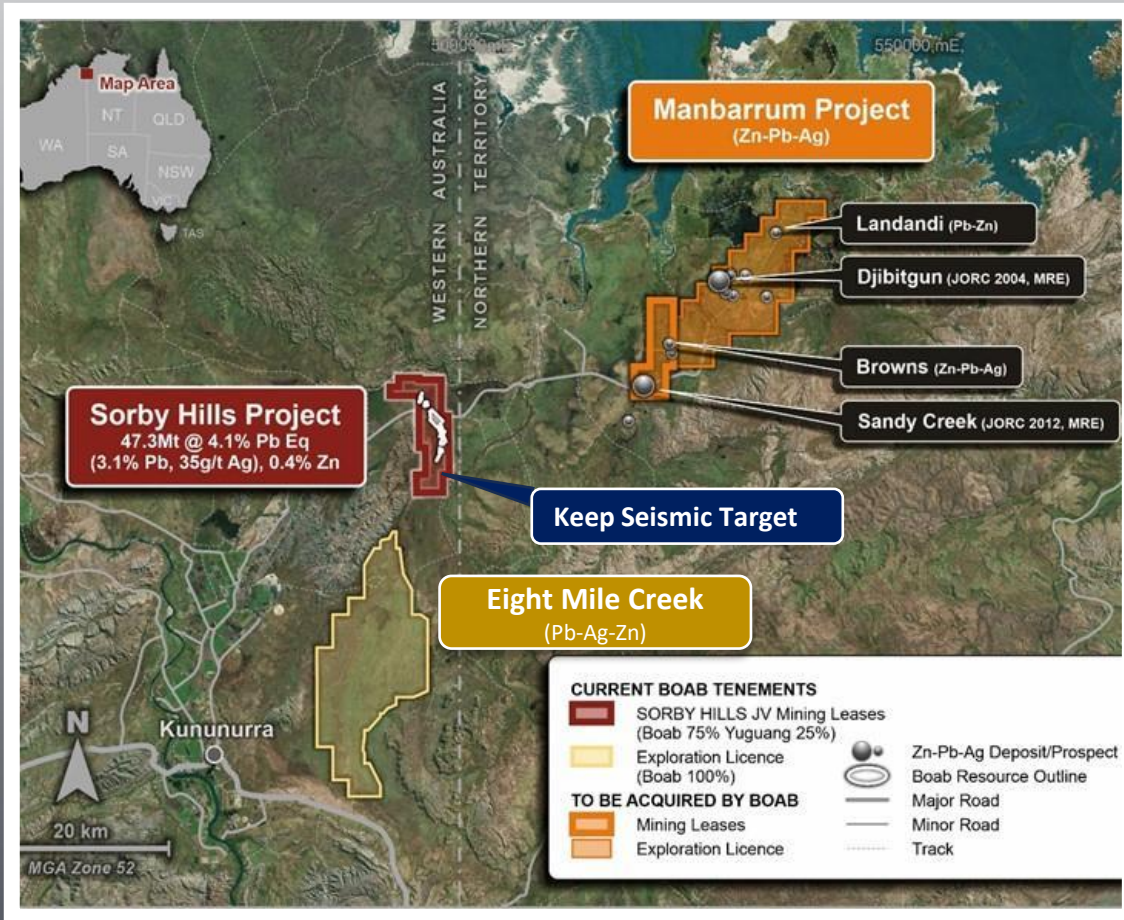 500000mE
550000mE
Map Area
NT
QLD
WA
SA
NSW
VIC
TAS
WESTERN AUSTRALIA
NORTHERN TERRITORY
Manbarrum Project
(Zn-Pb-Ag)
Landandi (Pb-Zn)
Djibitgun (JORC 2004, MRE)
Browns (Zn-Pb-Ag)
Sandy Creek (JORC 2012, MRE)
Sorby Hills Project
47.3Mt @ 4.1% Pb Eq
(3.1% Pb, 35g/t Ag), 0.4% Zn
Keep Seismic Target
Eight Mile Creek
(Pb-Ag-Zn)
Kununurra
N
20 km
MGA Zone 52
CURRENT BOAB TENEMENTS
SORBY HILLS JV Mining Leases
(Boab 75% Yuguang 25%)
Exploration Licence
(Boab 100%)
TO BE ACQUIRED BY BOAB
Mining Leases
Exploration Licence
Zn-Pb-Ag Deposit/Prospect
Boab Resource Outline
Major Road
Minor Road
Track